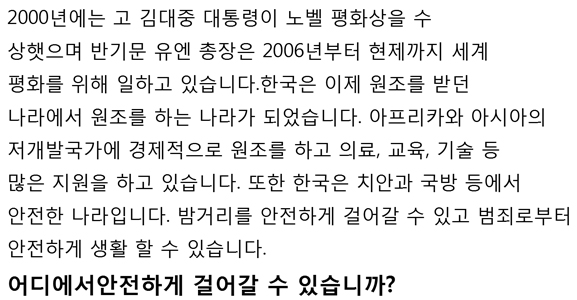 2000년에는 고 김대중 대통령이 노벨 평화상을 수
상햇으며 반기문 유엔 총장은 2006년부터 현제까지 세계
평화를 위해 일하고 있습니다.한국은 이제 원조를 받던
나라에서 원조를 하는 나라가 되었습니다. 아프리카와 아시아의
저개발국가에 경제적으로 원조를 하고 의료, 교육, 기술 등
많은 지원을 하고 있습니다. 또한 한국은 치안과 국방 등에서
안전한 나라입니다. 밤거리를 안전하게 걸어갈 수 있고 범죄로부터
안전하게 생활 할 수 있습니다.
어디에서안전하게 걸어갈 수 있습니까?